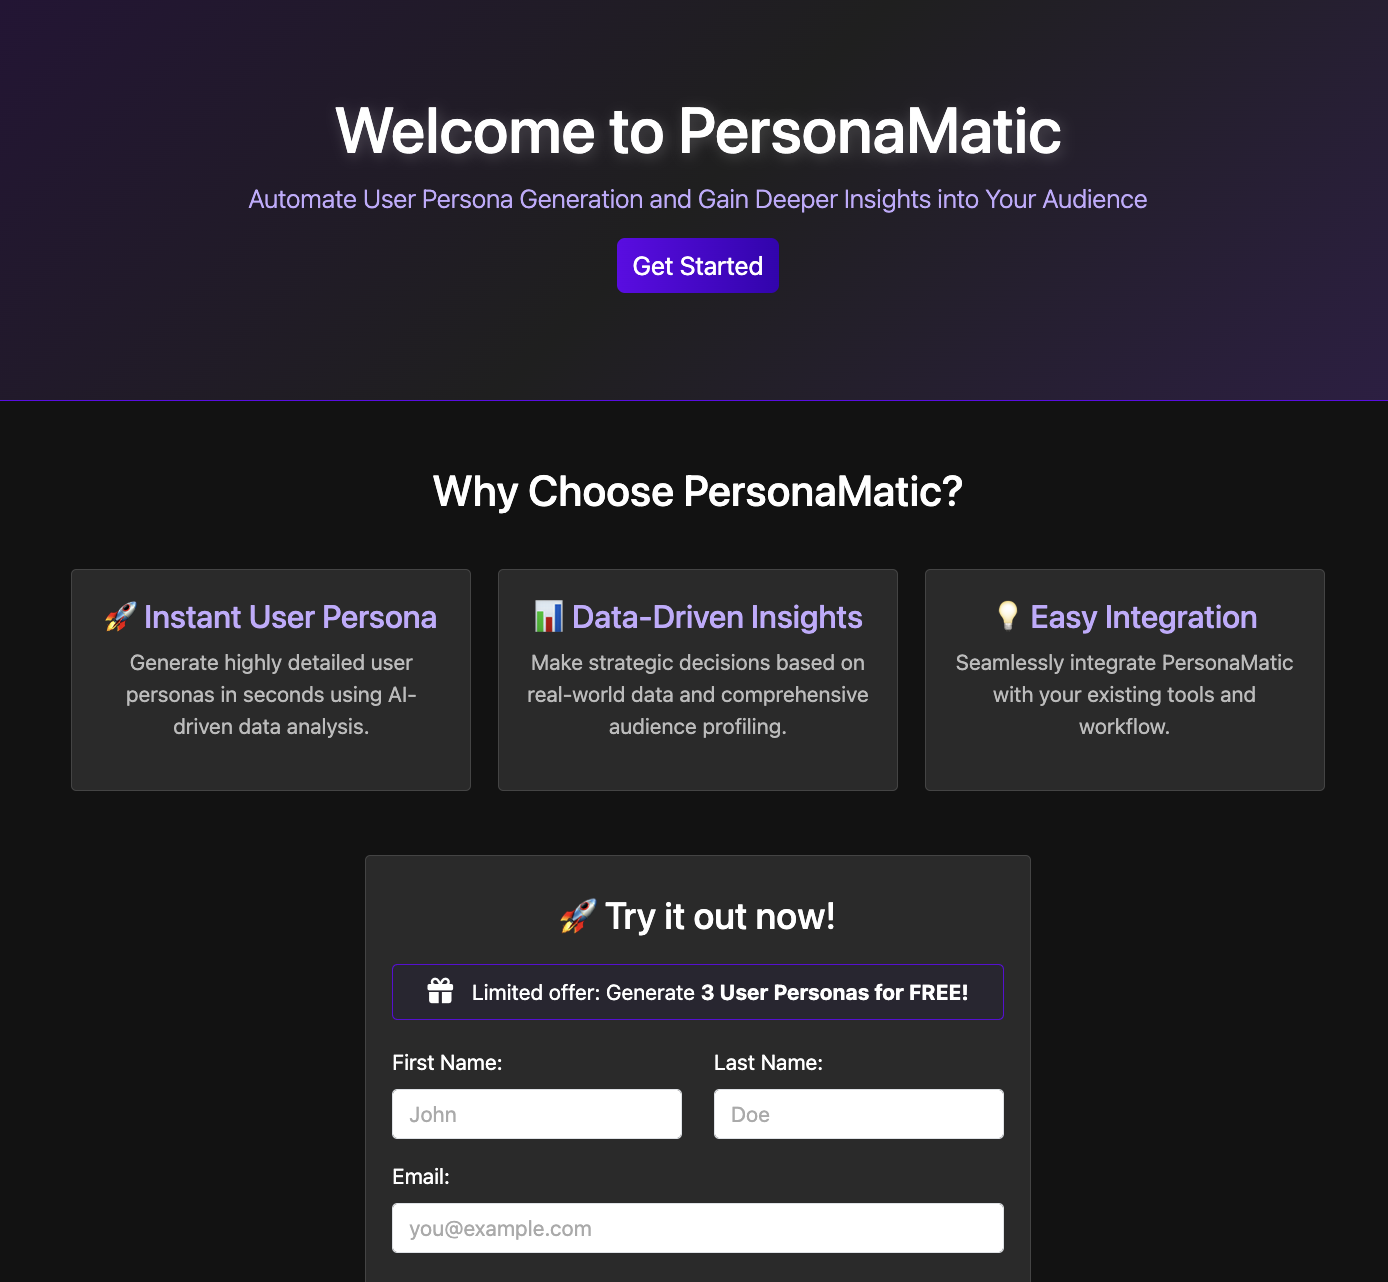 Welcome to PersonaMatic
Automate User Persona Generation and Gain Deeper Insights into Your Audience
Get Started
Why Choose PersonaMatic?
🚀 Instant User Persona
Generate highly detailed user
personas in seconds using AI-
driven data analysis.
📊 Data-Driven Insights
Make strategic decisions based on
real-world data and comprehensive
audience profiling.
💡 Easy Integration
Seamlessly integrate PersonaMatic
with your existing tools and
workflow.
🚀 Try it out now!
Limited offer: Generate 3 User Personas for FREE!
First Name:
John
Last Name:
Doe
Email:
you@example.com